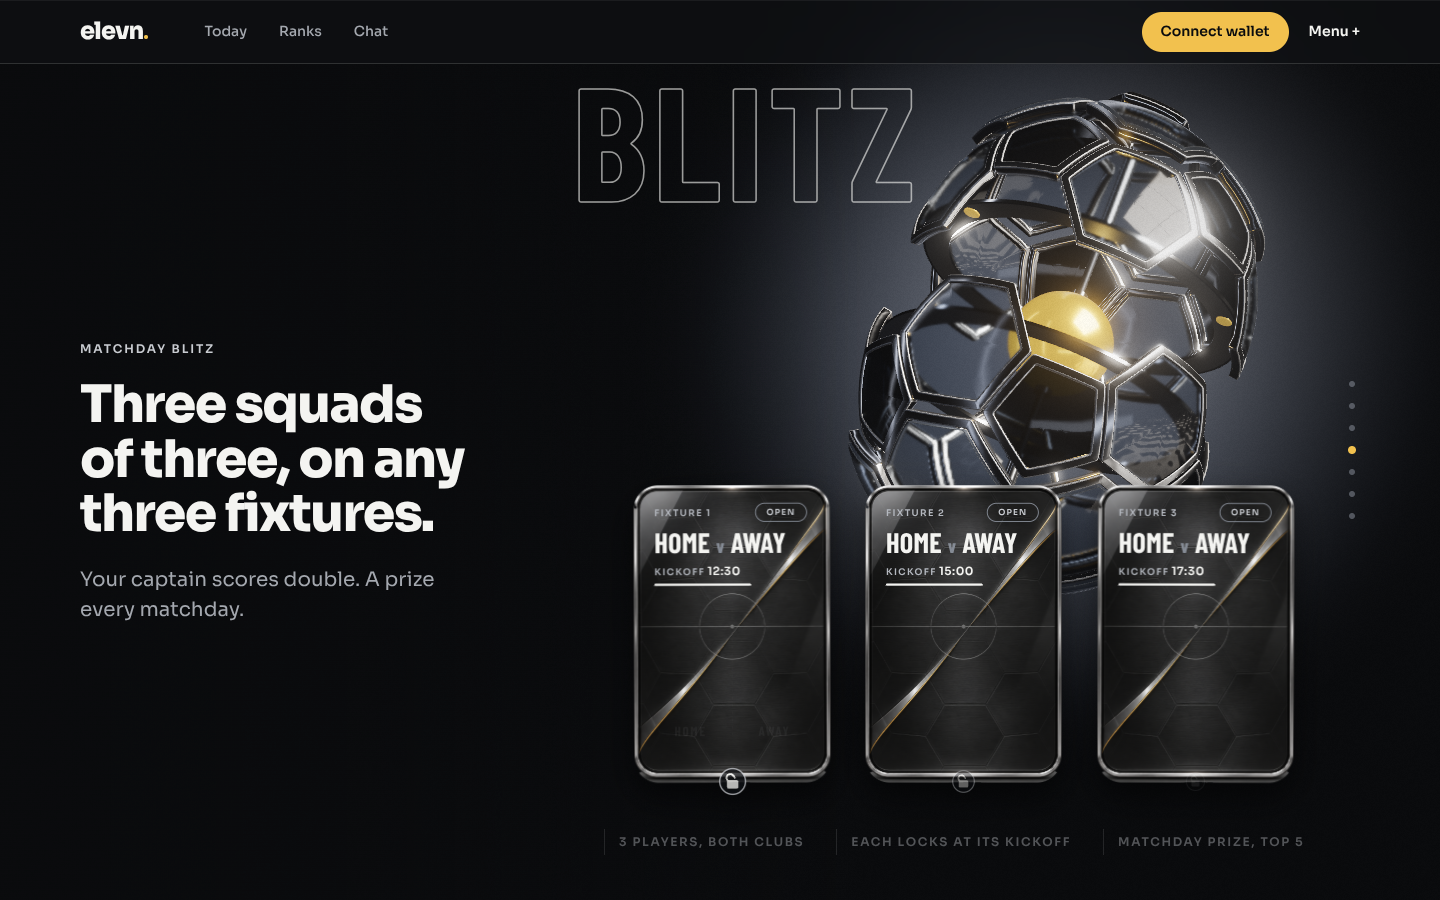 elevn.
Today
Ranks
Chat
Connect wallet
Menu +
BLITZ
MATCHDAY BLITZ
Three squads
of three, on any
three fixtures.
Your captain scores double. A prize
every matchday.
FIXTURE 1
OPEN
HOME v AWAY
KICKOFF 12:30
HOME
AWAY
FIXTURE 2
OPEN
HOME v AWAY
KICKOFF 15:00
FIXTURE 3
OPEN
HOME v AWAY
KICKOFF 17:30
3 PLAYERS, BOTH CLUBS
EACH LOCKS AT ITS KICKOFF
MATCHDAY PRIZE, TOP 5